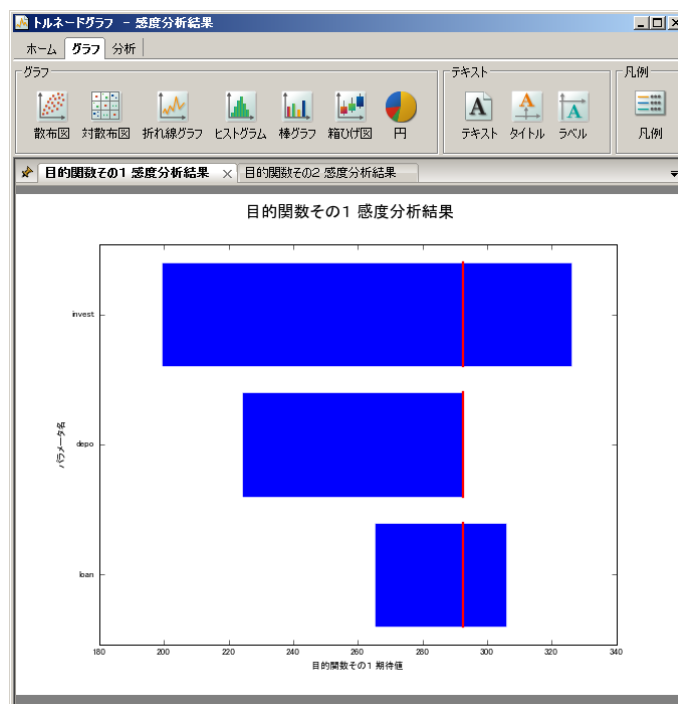 トルネードグラフ - 感度分析結果
ホーム グラフ 分析
グラフ
テキスト
凡例
散布図 対散布図 折れ線グラフ ヒストグラム 棒グラフ 箱ひげ図 円
A
テキスト タイトル ラベル
凡例
目的関数その1 感度分析結果 × 目的関数その2 感度分析結果
目的関数その1 感度分析結果
パラメータ名
invest
depo
loan
180 200 220 240 260 280 300 320 340
目的関数その1 期待値